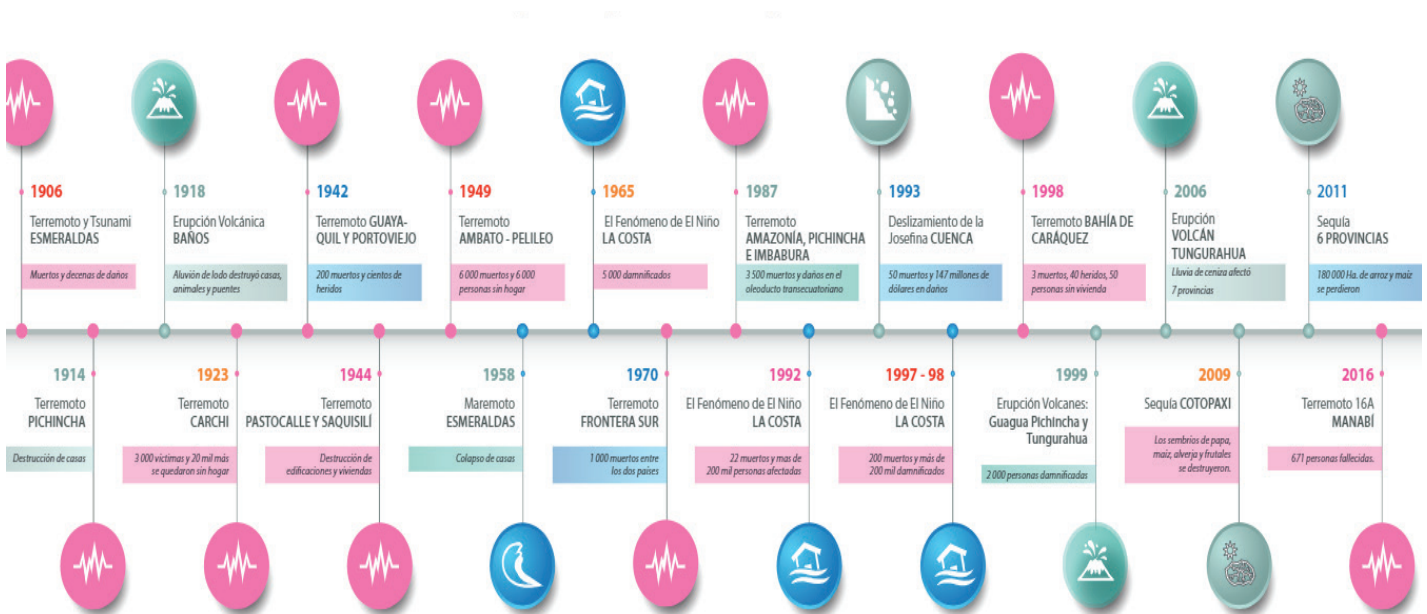 1906
Terremoto y Tsunami
ESMERALDAS
Muertos y decenas de daños
1918
Erupción Volcánica
BAÑOS
Aluvión de lodo destruyó casas,
animales y puentes
1942
Terremoto GUAYA-
QUIL Y PORTOVIEJO
200 muertos y cientos de
heridos
1949
Terremoto
AMBATO - PELILEO
6 000 muertos y 6 000
personas sin hogar
1965
El Fenómeno de El Niño
LA COSTA
5 000 damnificados
1987
Terremoto
AMAZONÍA, PICHINCHA
E IMBABURA
3 500 muertos y daños en el
oleoducto transecuatoriano
1993
Deslizamiento de la
Josefina CUENCA
50 muertos y 147 millones de
dólares en daños
1998
Terremoto BAHÍA DE
CARÁQUEZ
3 muertos, 40 heridos, 50
personas sin vivienda
2006
Erupción
VOLCÁN
TUNGURAHUA
Lluvia de ceniza afectó
7 provincias
2011
Sequía
6 PROVINCIAS
180 000 Ha. de arroz y maíz
se perdieron
1914
Terremoto
PICHINCHA
Destrucción de casas
1923
Terremoto
CARCHI
3 000 víctimas y 20 mil más
se quedaron sin hogar
1944
Terremoto
PASTOCALLE Y SAQUISILÍ
Destrucción de
edificaciones y viviendas
1958
Maremoto
ESMERALDAS
Colapso de casas
1970
Terremoto
FRONTERA SUR
1 000 muertos entre
los dos países
1992
El Fenómeno de El Niño
LA COSTA
22 muertos y mas de
200 mil personas afectadas
1997 - 98
El Fenómeno de El Niño
LA COSTA
200 muertos y más de
200 mil damnificados
1999
Erupción Volcanes:
Guagua Pichincha y
Tungurahua
2 000 personas damnificadas
2009
Sequía COTOPAXI
Los sembríos de papa,
maíz, alverja y frutales
se destruyeron.
2016
Terremoto 16A
MANABÍ
671 personas fallecidas.